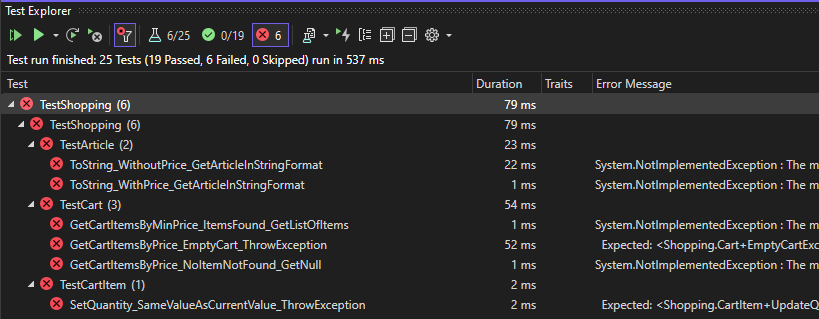 Test Explorer
6/25 0/19 6
Test run finished: 25 Tests (19 Passed, 6 Failed, 0 Skipped) run in 537 ms
Test Duration Traits Error Message
TestShopping (6) 79 ms
TestShopping (6) 79 ms
TestArticle (2) 23 ms
ToString_WithoutPrice_GetArticleInStringFormat 22 ms System.NotImplementedException : The m
ToString_WithPrice_GetArticleInStringFormat 1 ms System.NotImplementedException : The m
TestCart (3) 54 ms
GetCartItemsByMinPrice_ItemsFound_GetListOfItems 1 ms System.NotImplementedException : The m
GetCartItemsByPrice_EmptyCart_ThrowException 52 ms Expected: <Shopping.Cart+EmptyCartExc
GetCartItemsByPrice_NoItemNotFound_GetNull 1 ms System.NotImplementedException : The m
TestCartItem (1) 2 ms
SetQuantity_SameValueAsCurrentValue_ThrowException 2 ms Expected: <Shopping.CartItem+UpdateQ